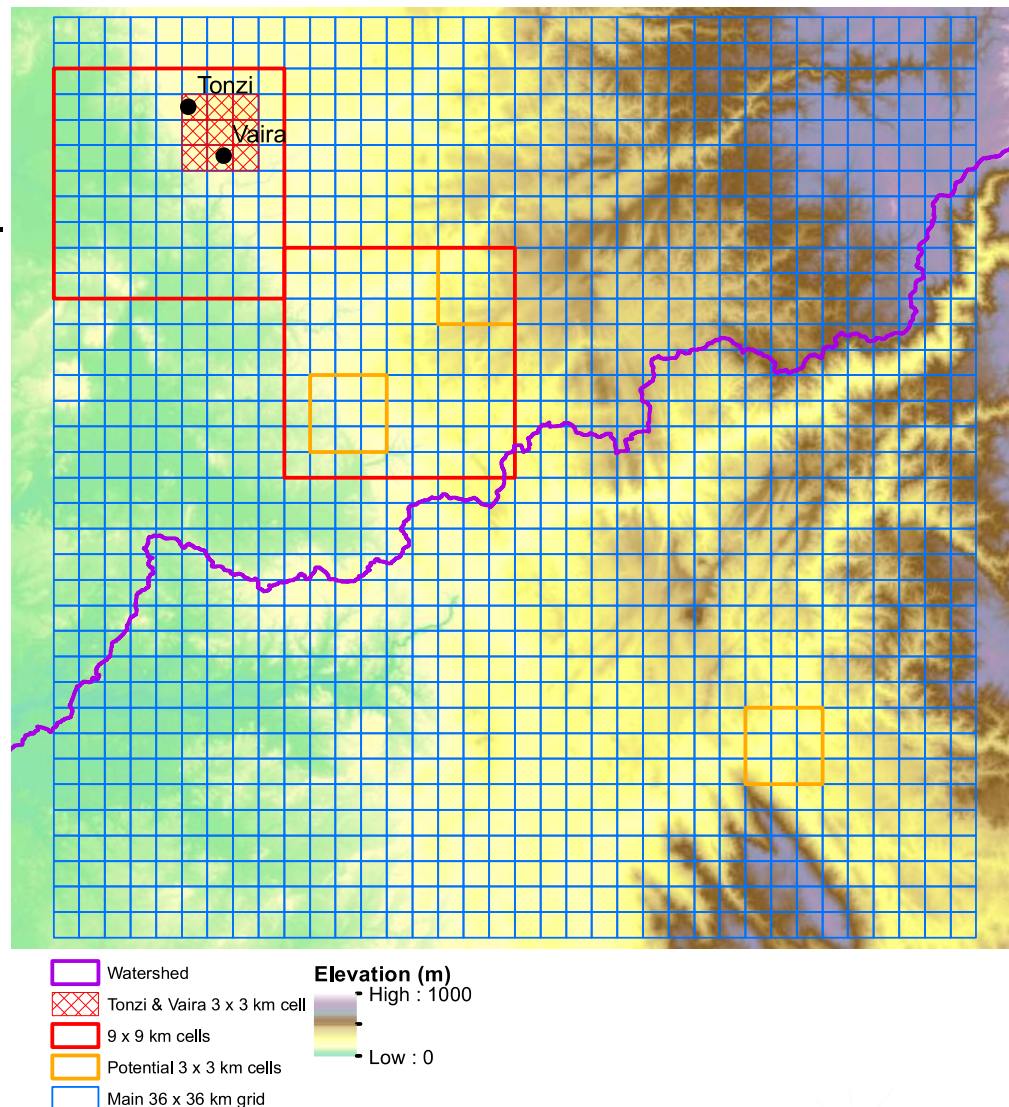 Tonzi
Vaira
Watershed
Tonzi & Vaira 3 x 3 km cell
9 x 9 km cells
Potential 3 x 3 km cells
Main 36 x 36 km grid
Elevation (m)
High : 1000
Low : 0